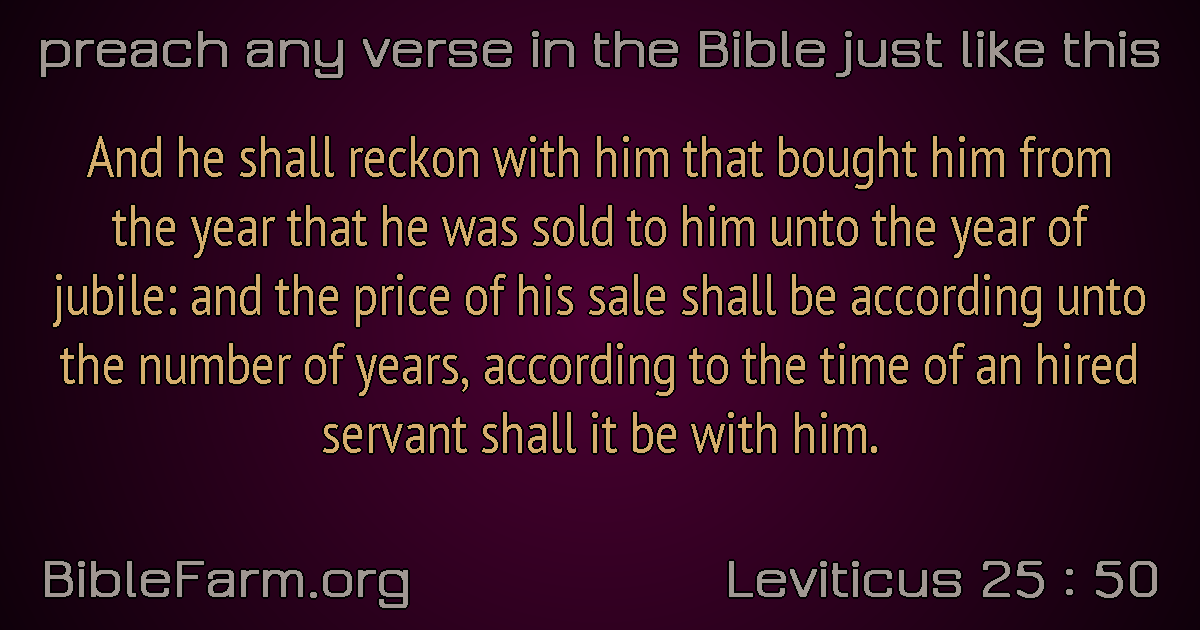 preach any verse in the Bible just like this
And he shall reckon with him that bought him from
the year that he was sold to him unto the year of
jubile: and the price of his sale shall be according unto
the number of years, according to the time of an hired
servant shall it be with him.
BibleFarm.org
Leviticus 25 : 50